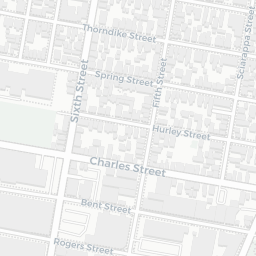 Thorndike Street
Sciarappa Street
Spring Street
Sixth Street
Fifth Street
Hurley Street
Charles Street
Bent Street
Rogers Street